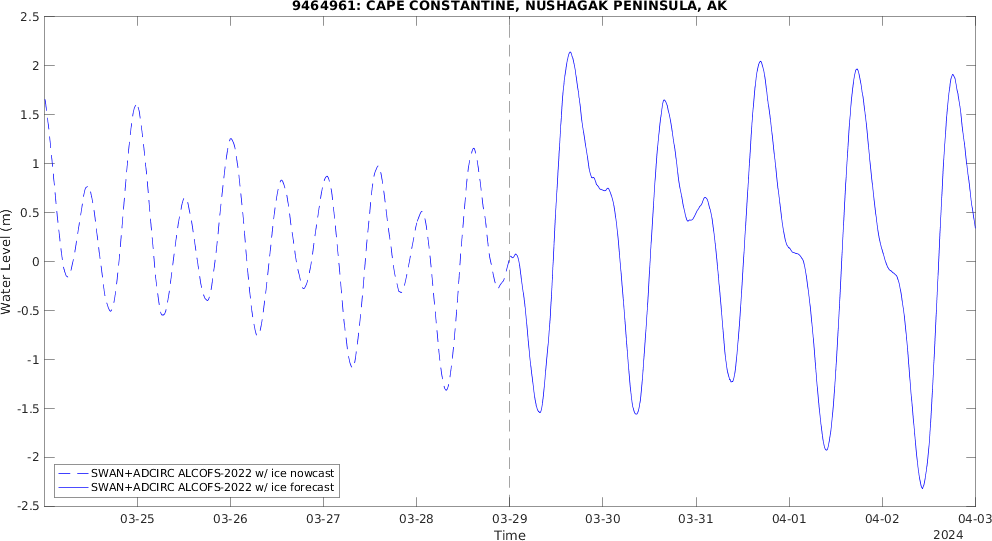 9464961: CAPE CONSTANTINE, NUSHAGAK PENINSULA, AK
Water Level (m)
2.5
2
1.5
1
0.5
0
-0.5
-1
-1.5
-2
-2.5
SWAN+ADCIRC ALCOFS-2022 w/ ice nowcast
SWAN+ADCIRC ALCOFS-2022 w/ ice forecast
03-25 03-26 03-27 03-28 03-29 03-30 03-31 04-01 04-02 04-03
Time
2024